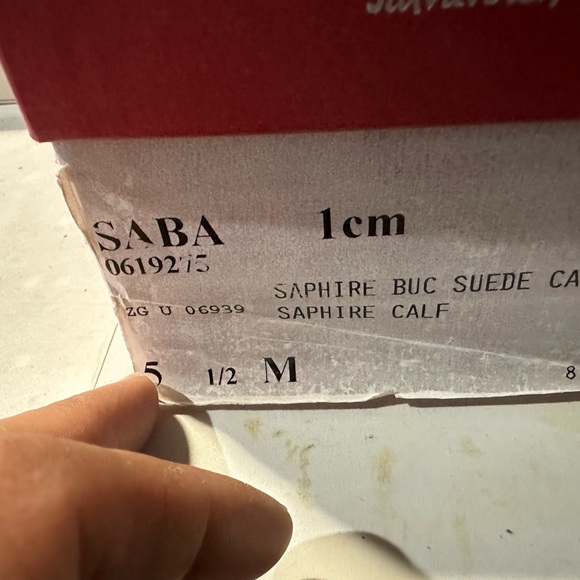 SABA 1cm
0619275
SAPHIRE BUC SUEDE CA
ZG U 06939 SAPHIRE CALF
5 1/2 M 8